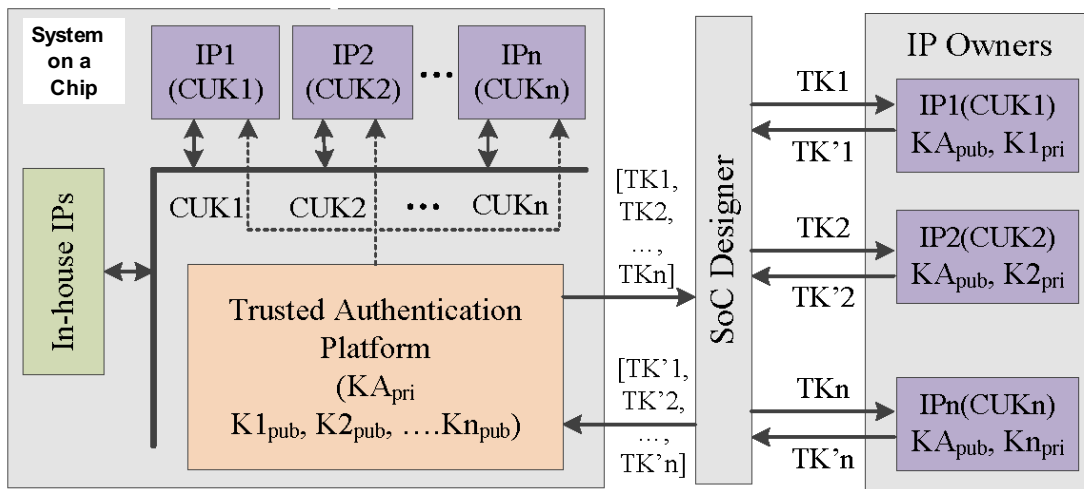 System
on a
Chip
IP1
(CUK1)
IP2
(CUK2)
...
IPn
(CUKn)
In-house IPs
CUK1
CUK2
...
CUKn
Trusted Authentication
Platform
(KApri
K1pub, K2pub, ....Knpub)
[TK1,
TK2,
...,
TKn]
[TK'1,
TK'2,
...,
TK'n]
SoC Designer
TK1
TK'1
TK2
TK'2
TKn
TK'n
IP Owners
IP1(CUK1)
KApub, K1pri
IP2(CUK2)
KApub, K2pri
IPn(CUKn)
KApub, Knpri